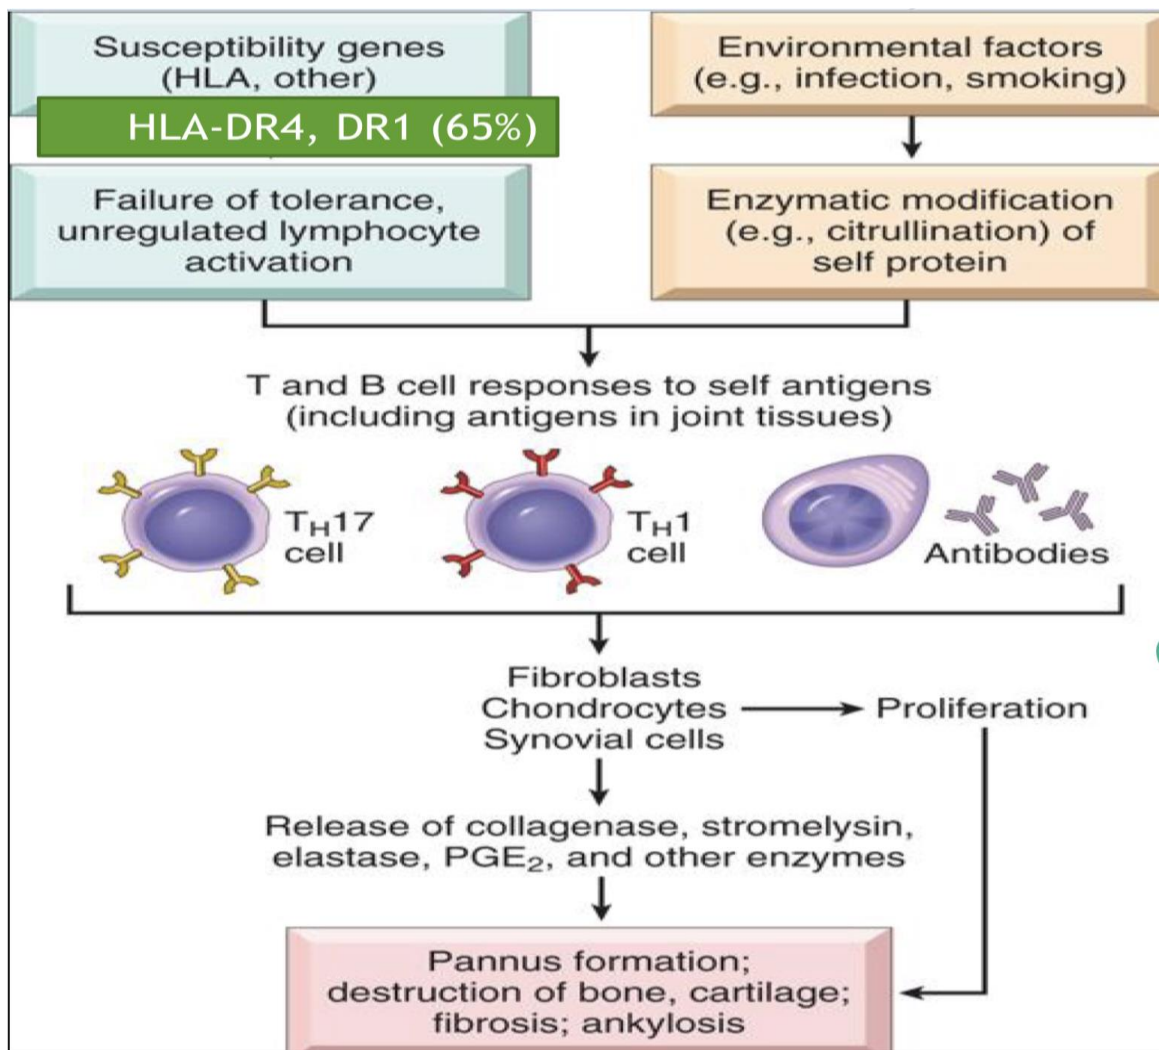 Susceptibility genes
(HLA, other)
HLA-DR4, DR1 (65%)
Failure of tolerance,
unregulated lymphocyte
activation
Environmental factors
(e.g., infection, smoking)
Enzymatic modification
(e.g., citrullination) of
self protein
T and B cell responses to self antigens
(including antigens in joint tissues)
T_H17
cell
T_H1
cell
Antibodies
Fibroblasts
Chondrocytes
Synovial cells
Proliferation
Release of collagenase, stromelysin,
elastase, PGE₂, and other enzymes
Pannus formation;
destruction of bone, cartilage;
fibrosis; ankylosis